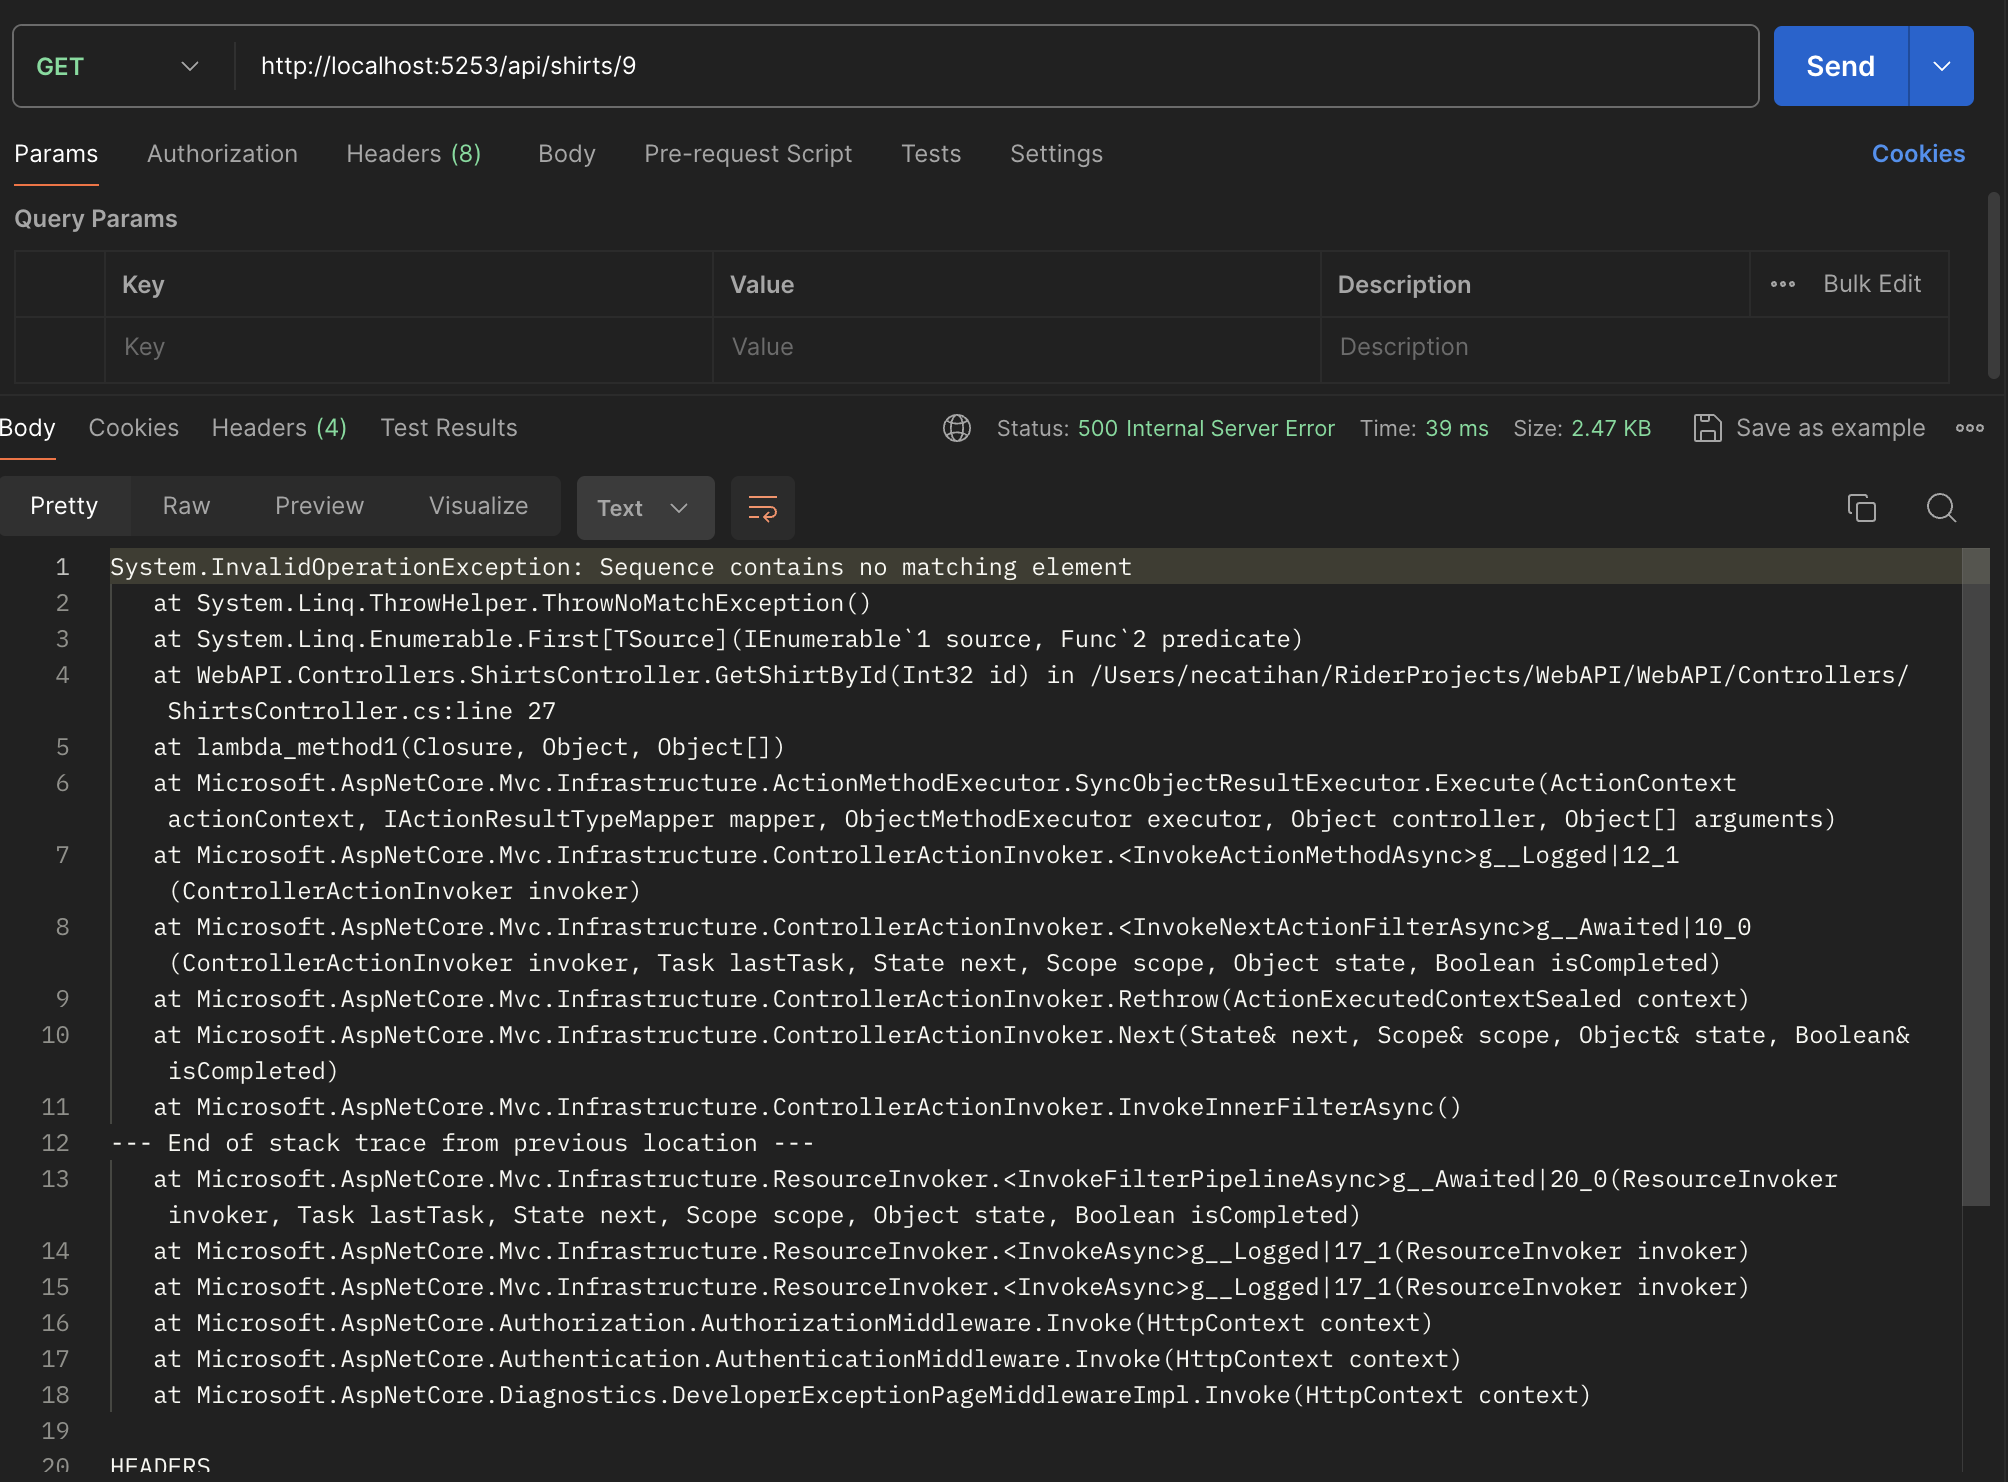 GET http://localhost:5253/api/shirts/9 Send
Params Authorization Headers (8) Body Pre-request Script Tests Settings Cookies
Query Params
Key Value Description Bulk Edit
Key Value Description
Body Cookies Headers (4) Test Results Status: 500 Internal Server Error Time: 39 ms Size: 2.47 KB Save as example
Pretty Raw Preview Visualize Text
1 System.InvalidOperationException: Sequence contains no matching element
2 at System.Linq.ThrowHelper.ThrowNoMatchException()
3 at System.Linq.Enumerable.First[TSource](IEnumerable`1 source, Func`2 predicate)
4 at WebAPI.Controllers.ShirtsController.GetShirtById(Int32 id) in /Users/necatihan/RiderProjects/WebAPI/WebAPI/Controllers/
ShirtsController.cs:line 27
5 at lambda_method1(Closure, Object, Object[])
6 at Microsoft.AspNetCore.Mvc.Infrastructure.ActionMethodExecutor.SyncObjectResultExecutor.Execute(ActionContext
actionContext, IActionResultTypeMapper mapper, ObjectMethodExecutor executor, Object controller, Object[] arguments)
7 at Microsoft.AspNetCore.Mvc.Infrastructure.ControllerActionInvoker.<InvokeActionMethodAsync>g__Logged|12_1
(ControllerActionInvoker invoker)
8 at Microsoft.AspNetCore.Mvc.Infrastructure.ControllerActionInvoker.<InvokeNextActionFilterAsync>g__Awaited|10_0
(ControllerActionInvoker invoker, Task lastTask, State next, Scope scope, Object state, Boolean isCompleted)
9 at Microsoft.AspNetCore.Mvc.Infrastructure.ControllerActionInvoker.Rethrow(ActionExecutedContextSealed context)
10 at Microsoft.AspNetCore.Mvc.Infrastructure.ControllerActionInvoker.Next(State& next, Scope& scope, Object& state, Boolean&
isCompleted)
11 at Microsoft.AspNetCore.Mvc.Infrastructure.ControllerActionInvoker.InvokeInnerFilterAsync()
12 --- End of stack trace from previous location ---
13 at Microsoft.AspNetCore.Mvc.Infrastructure.ResourceInvoker.<InvokeFilterPipelineAsync>g__Awaited|20_0(ResourceInvoker
invoker, Task lastTask, State next, Scope scope, Object state, Boolean isCompleted)
14 at Microsoft.AspNetCore.Mvc.Infrastructure.ResourceInvoker.<InvokeAsync>g__Logged|17_1(ResourceInvoker invoker)
15 at Microsoft.AspNetCore.Mvc.Infrastructure.ResourceInvoker.<InvokeAsync>g__Logged|17_1(ResourceInvoker invoker)
16 at Microsoft.AspNetCore.Authorization.AuthorizationMiddleware.Invoke(HttpContext context)
17 at Microsoft.AspNetCore.Authentication.AuthenticationMiddleware.Invoke(HttpContext context)
18 at Microsoft.AspNetCore.Diagnostics.DeveloperExceptionPageMiddlewareImpl.Invoke(HttpContext context)
19
20 HEADERS